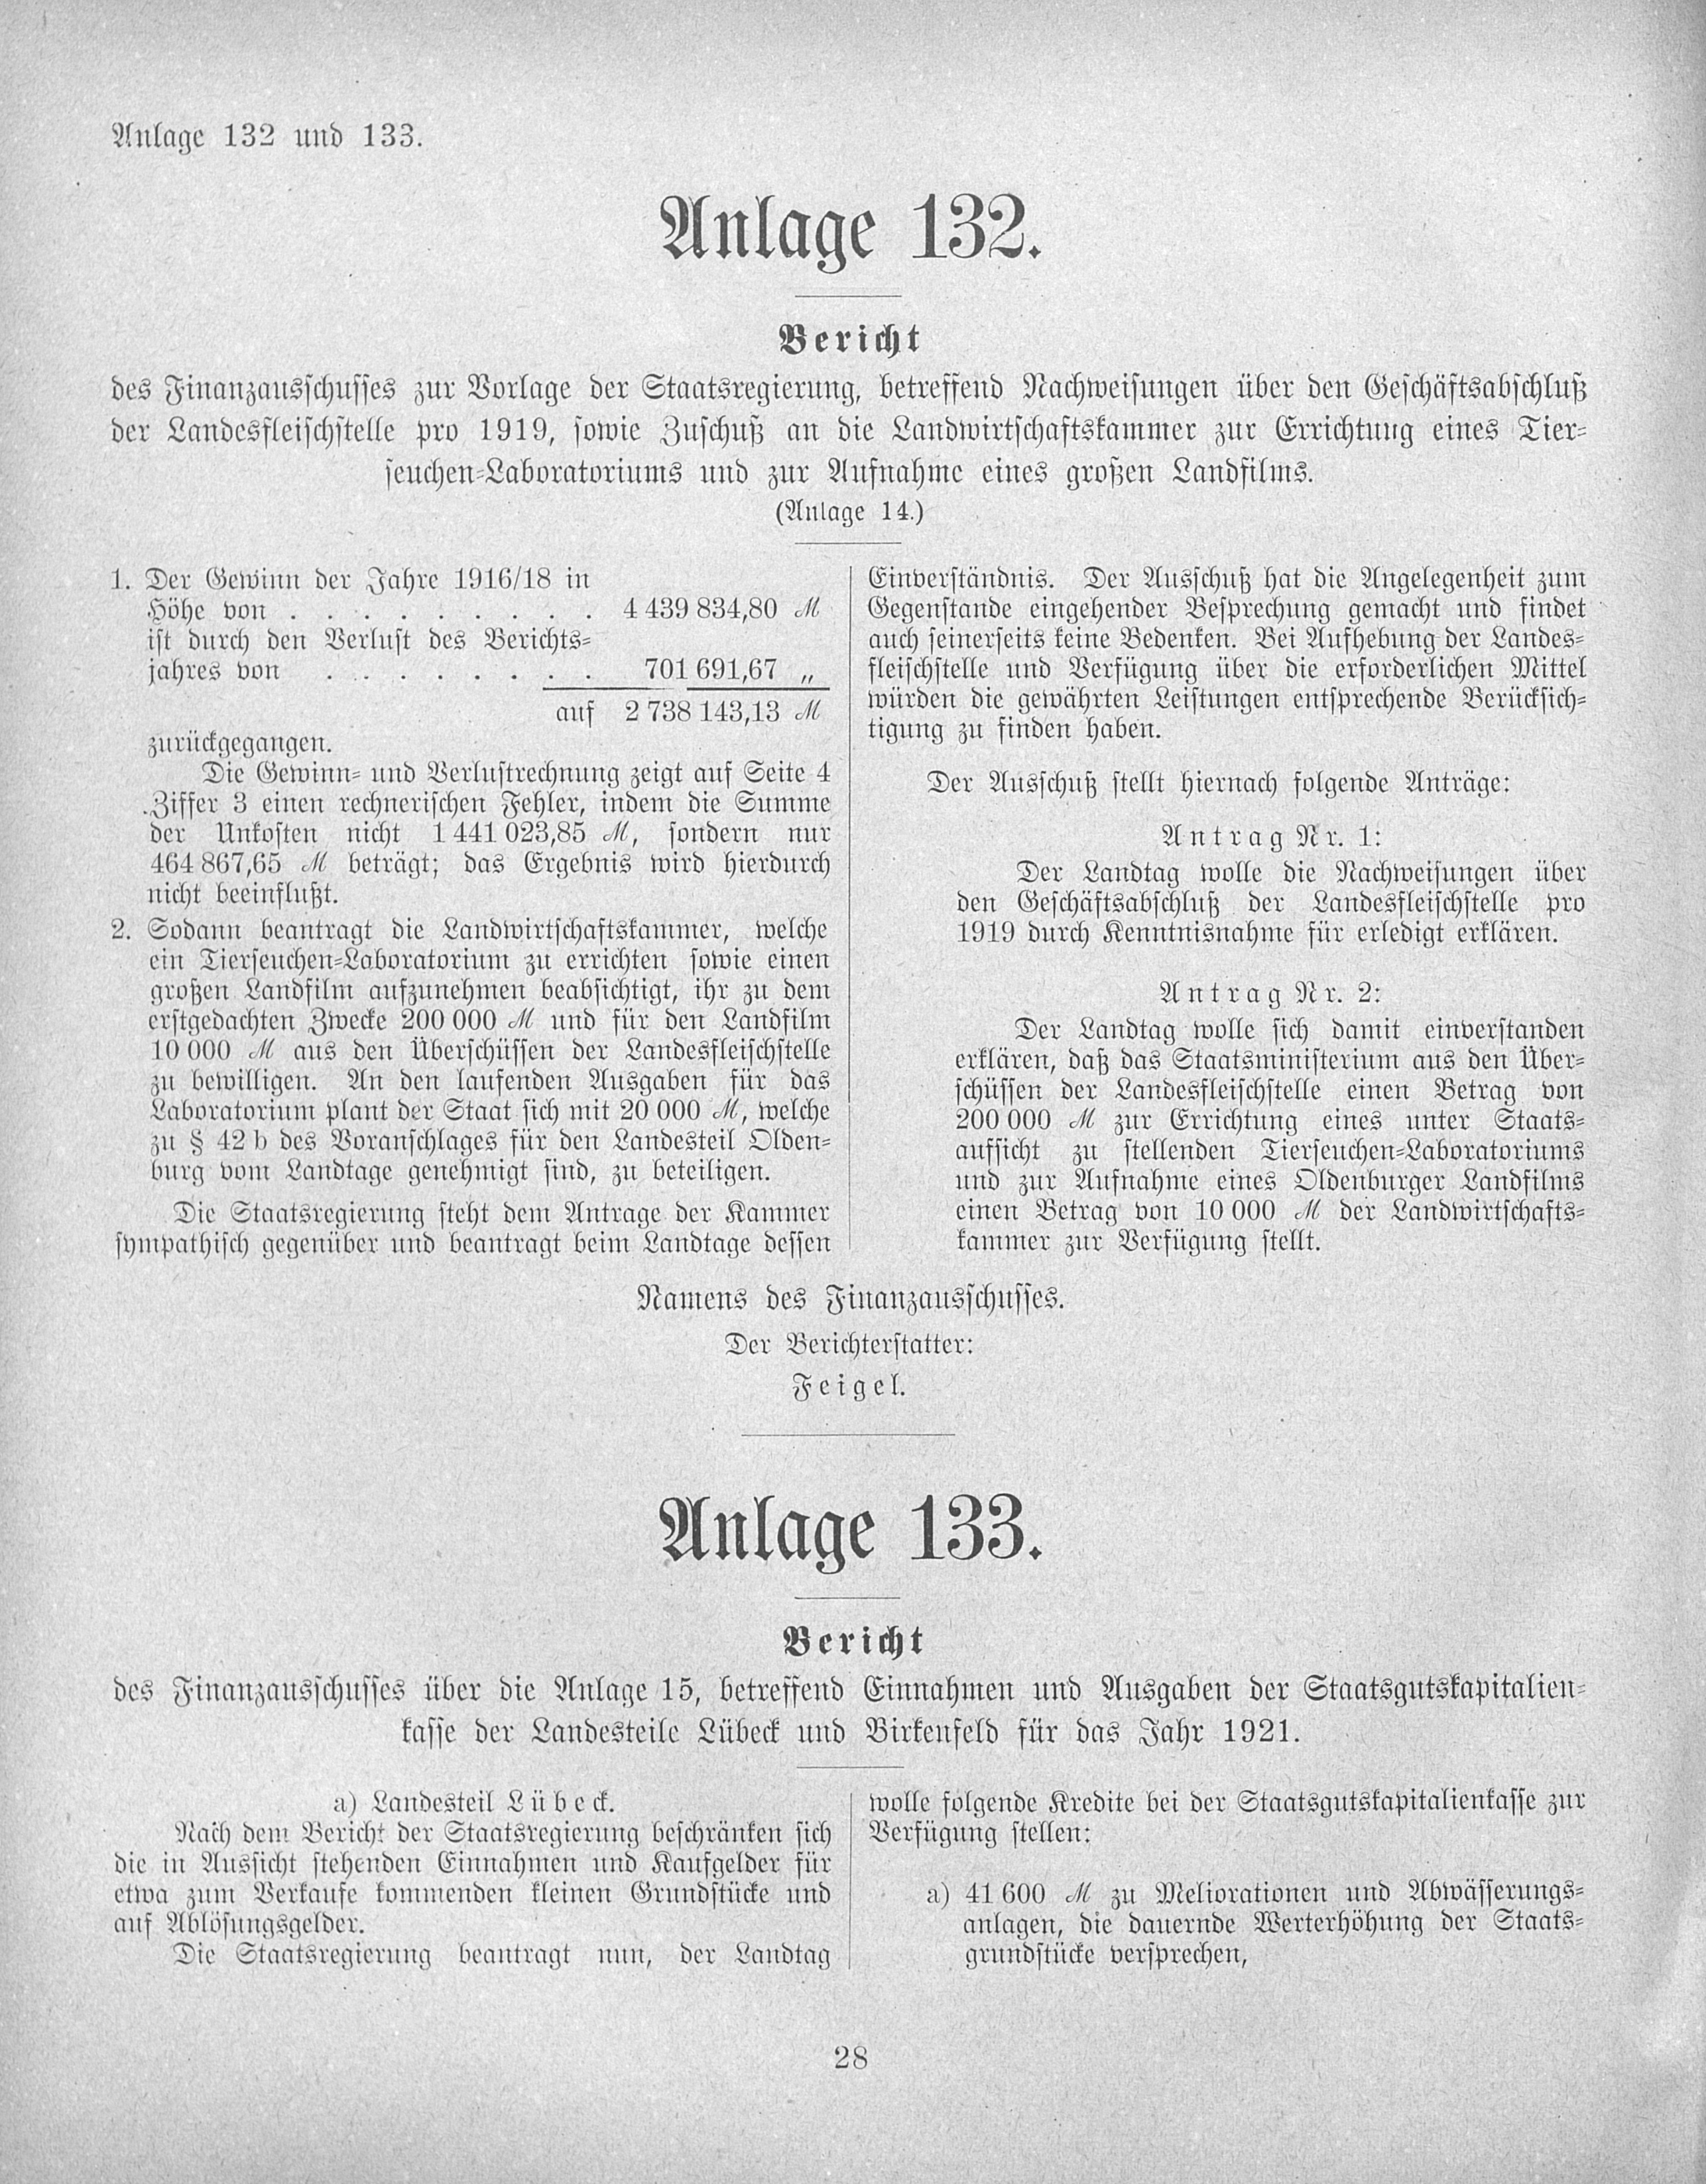 Anlage 132 und 133.
Anlage 132.
Bericht
des Finanzausschusses zur Vorlage der Staatsregierung, betreffend Nachweisungen über den Geschäftsabschluß
der Landesfleischstelle pro 1919, sowie Zuschuß an die Landwirtschaftskammer zur Errichtung eines Tier-
seuchen-Laboratoriums und zur Aufnahme eines großen Landfilms.
(Anlage 14.)
1. Der Gewinn der Jahre 1916/18 in
Höhe von . . . . . . . . . . . 4 439 834,80 ℳ
ist durch den Verlust des Berichts-
jahres von . . . . . . . . . 701 691,67 „
auf 2 738 143,13 ℳ
zurückgegangen.
Die Gewinn- und Verlustrechnung zeigt auf Seite 4
Ziffer 3 einen rechnerischen Fehler, indem die Summe
der Unkosten nicht 1 441 023,85 ℳ, sondern nur
464 867,65 ℳ beträgt; das Ergebnis wird hierdurch
nicht beeinflußt.
2. Sodann beantragt die Landwirtschaftskammer, welche
ein Tierseuchen-Laboratorium zu errichten sowie einen
großen Landfilm aufzunehmen beabsichtigt, ihr zu dem
erstgedachten Zwecke 200 000 ℳ und für den Landfilm
10 000 ℳ aus den Überschüssen der Landesfleischstelle
zu bewilligen. An den laufenden Ausgaben für das
Laboratorium plant der Staat sich mit 20 000 ℳ, welche
zu § 42 b des Voranschlages für den Landesteil Olden-
burg vom Landtage genehmigt sind, zu beteiligen.
Die Staatsregierung steht dem Antrage der Kammer
sympathisch gegenüber und beantragt beim Landtage dessen
Einverständnis. Der Ausschuß hat die Angelegenheit zum
Gegenstande eingehender Besprechung gemacht und findet
auch seinerseits keine Bedenken. Bei Aufhebung der Landes-
fleischstelle und Verfügung über die erforderlichen Mittel
würden die gewährten Leistungen entsprechende Berücksich-
tigung zu finden haben.
Der Ausschuß stellt hiernach folgende Anträge:
Antrag Nr. 1:
Der Landtag wolle die Nachweisungen über
den Geschäftsabschluß der Landesfleischstelle pro
1919 durch Kenntnisnahme für erledigt erklären.
Antrag Nr. 2:
Der Landtag wolle sich damit einverstanden
erklären, daß das Staatsministerium aus den Über-
schüssen der Landesfleischstelle einen Betrag von
200 000 ℳ zur Errichtung eines unter Staats-
aufsicht zu stellenden Tierseuchen-Laboratoriums
und zur Aufnahme eines Oldenburger Landfilms
einen Betrag von 10 000 ℳ der Landwirtschafts-
kammer zur Verfügung stellt.
Namens des Finanzausschusses.
Der Berichterstatter:
Feigel.
Anlage 133.
Bericht
des Finanzausschusses über die Anlage 15, betreffend Einnahmen und Ausgaben der Staatsgutskapitalien-
kasse der Landesteile Lübeck und Birkenfeld für das Jahr 1921.
a) Landesteil Lübeck.
Nach dem Bericht der Staatsregierung beschränken sich
die in Aussicht stehenden Einnahmen und Kaufgelder für
etwa zum Verkaufe kommenden kleinen Grundstücke und
auf Ablösungsgelder.
Die Staatsregierung beantragt nun, der Landtag
wolle folgende Kredite bei der Staatsgutskapitalienkasse zur
Verfügung stellen:
a) 41 600 ℳ zu Meliorationen und Abwässerungs-
anlagen, die dauernde Werterhöhung der Staats-
grundstücke versprechen,
28